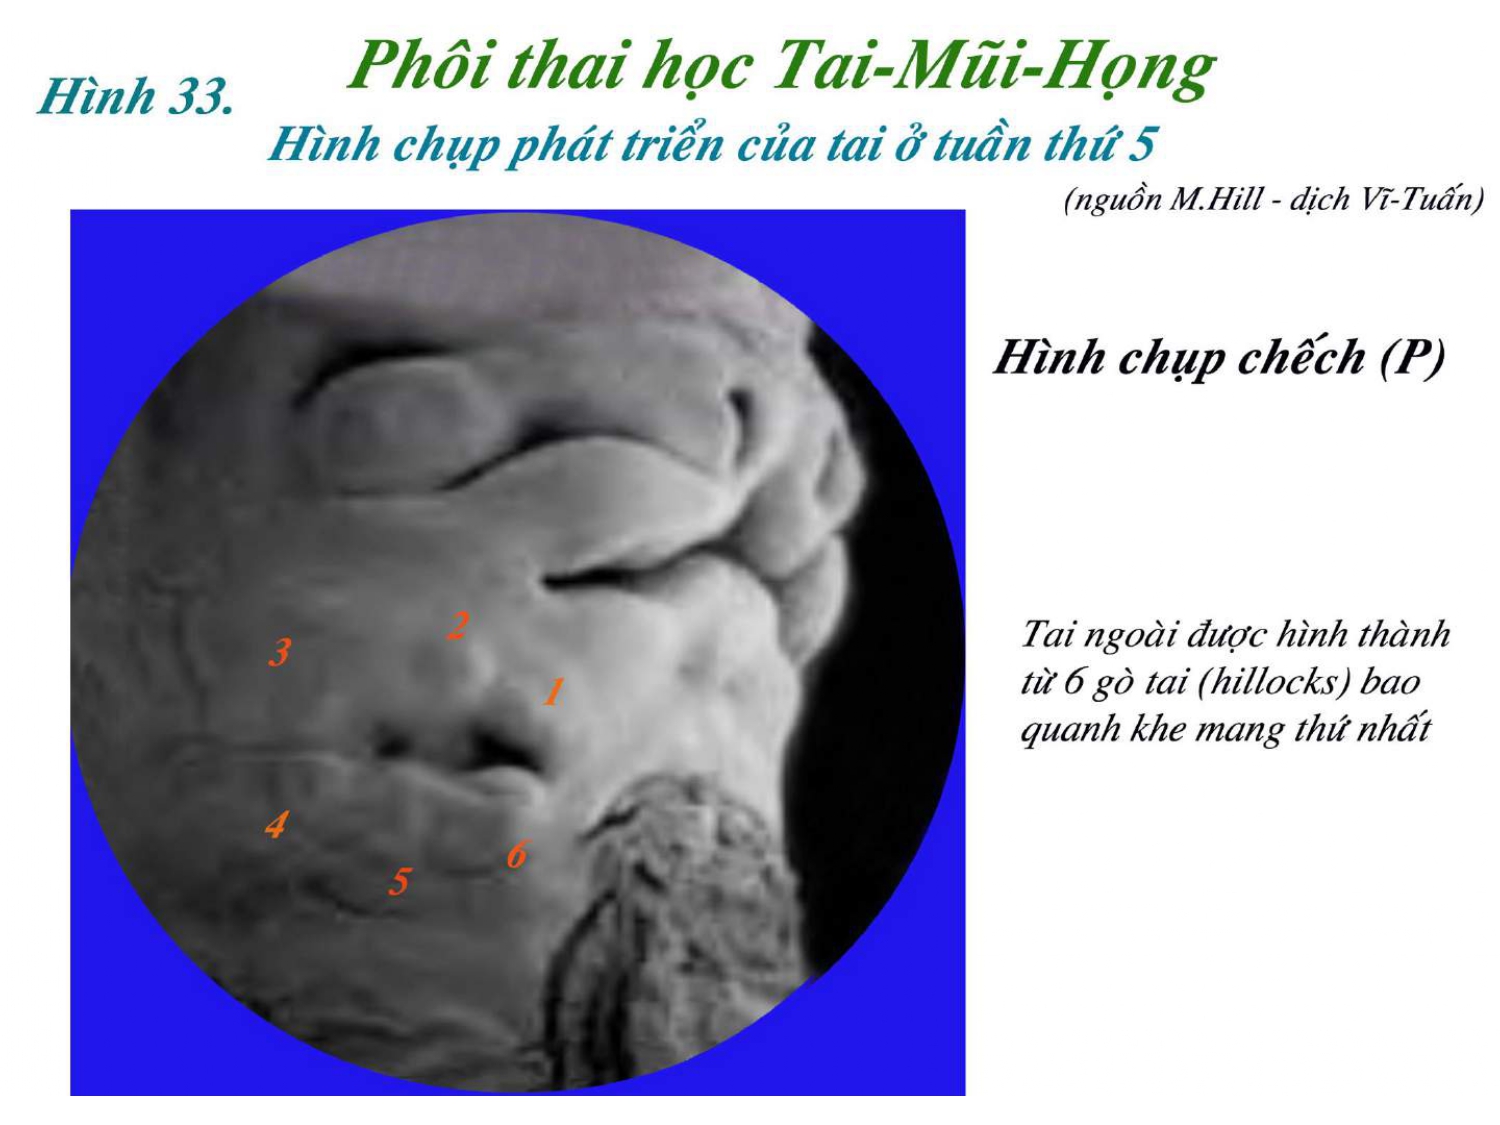 Phôi thai học Tai-Mũi-Họng
Hình 33.
Hình chụp phát triển của tai ở tuần thứ 5
(nguồn M.Hill - dịch Vĩ-Tuấn)
Hình chụp chếch (P)
Tai ngoài được hình thành
từ 6 gò tai (hillocks) bao
quanh khe mang thứ nhất
2
3
1
4
6
5